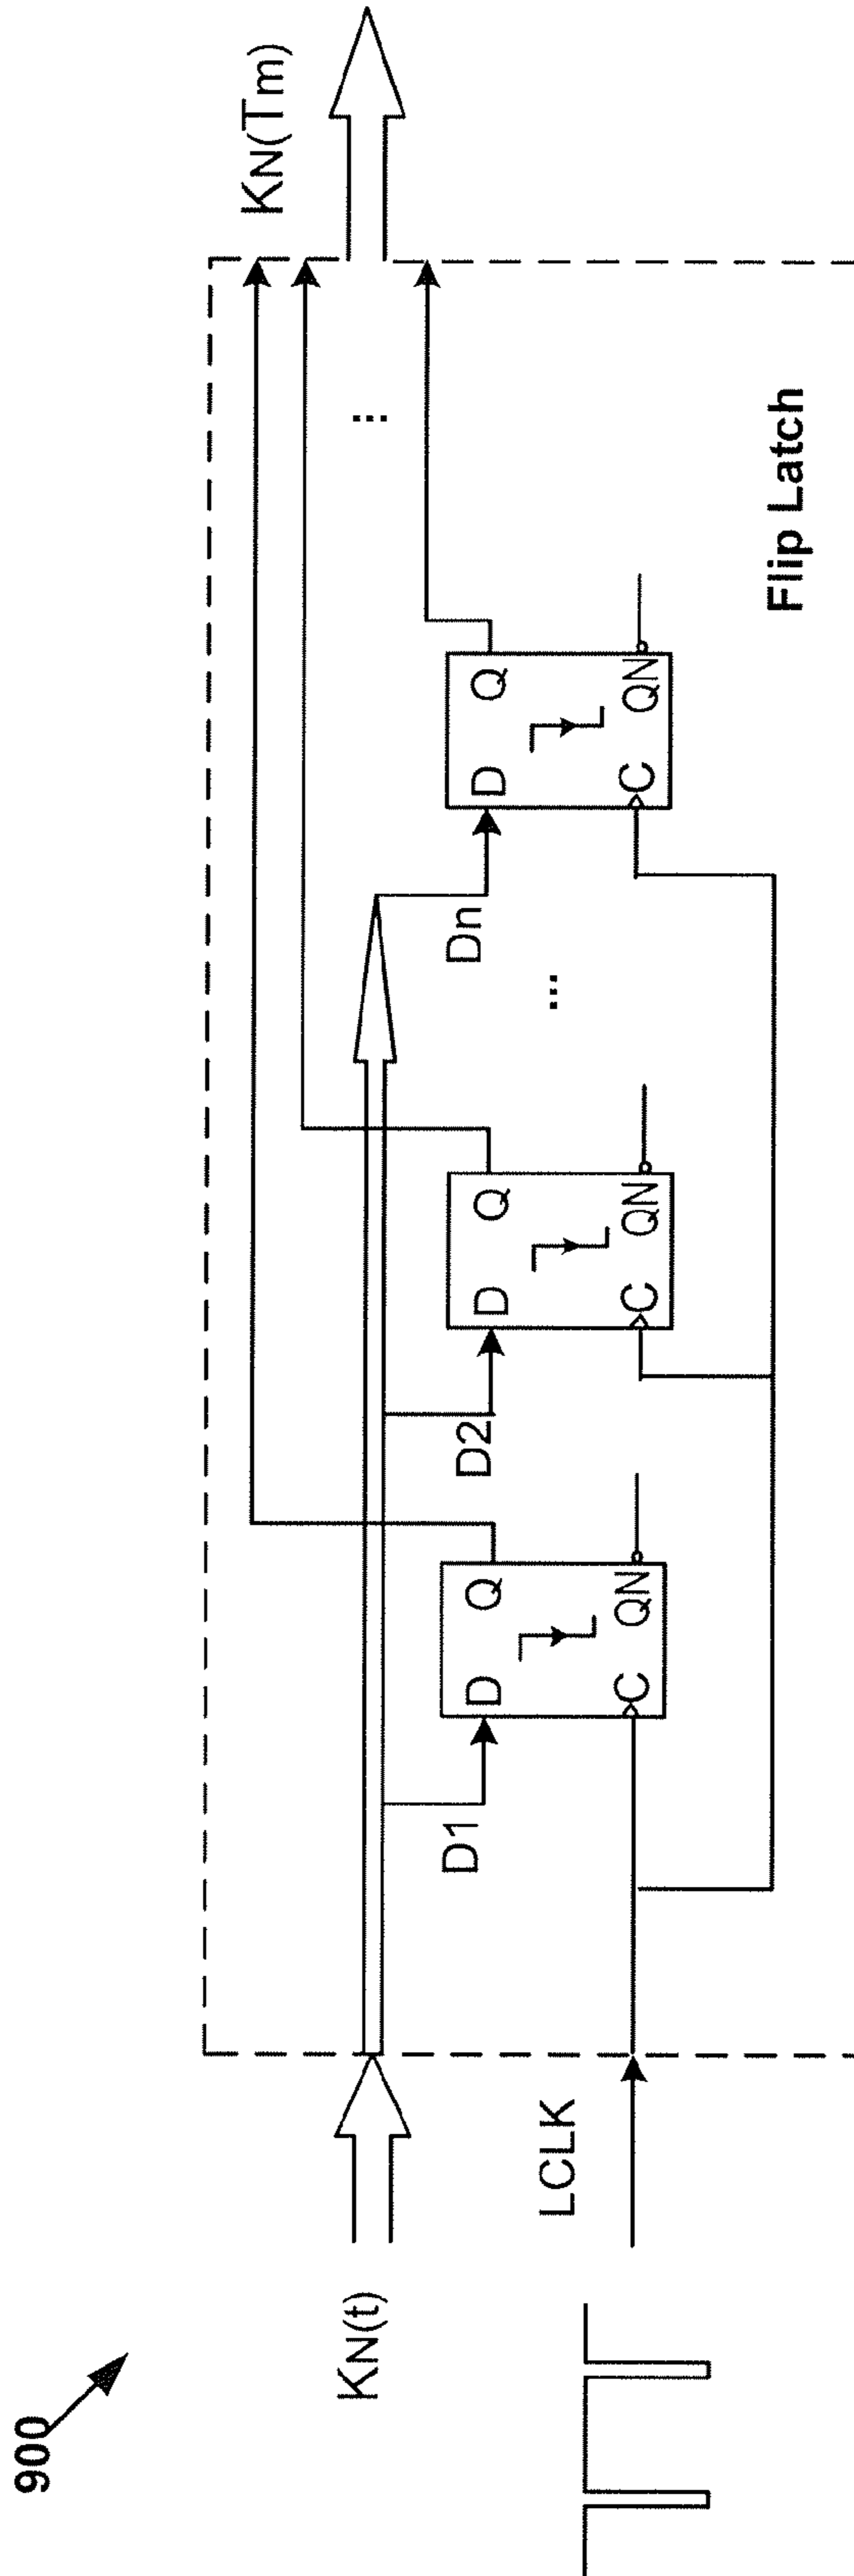 900
KN(t)
KN(Tm)
LCLK
D1
D
Q
C
QN
D2
D
Q
C
QN
...
Dn
D
Q
C
QN
...
Flip Latch